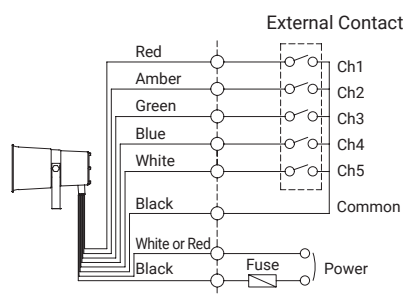 External Contact
Red
Ch1
Amber
Ch2
Green
Ch3
Blue
Ch4
White
Ch5
Black
Common
White or Red
Black
Fuse
Power